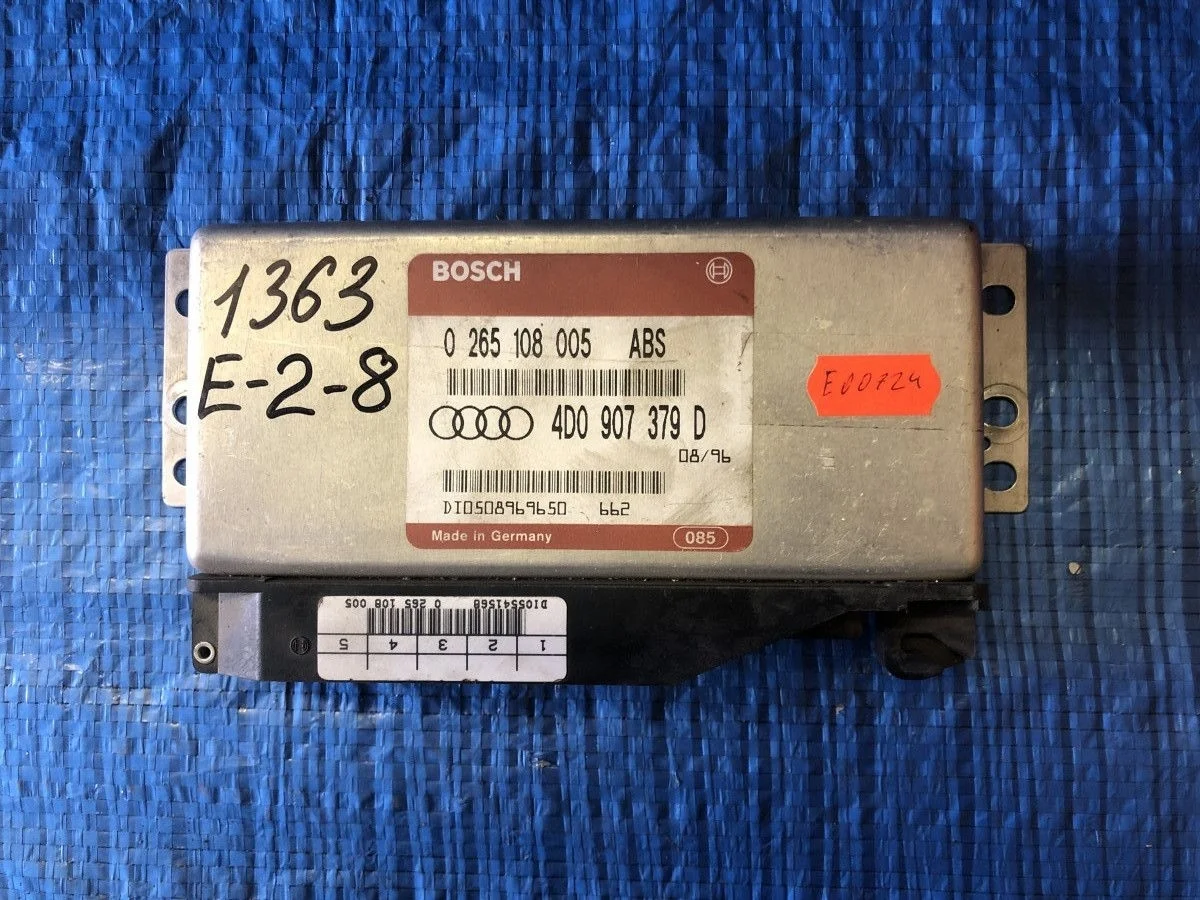 1363
E-2-8
BOSCH
0 265 108 005 ABS
4D0 907 379 D
08/96
DI0508969650 662
Made in Germany 085
E00724
DI05541568 0 265 108 005
1 2 3 4 5